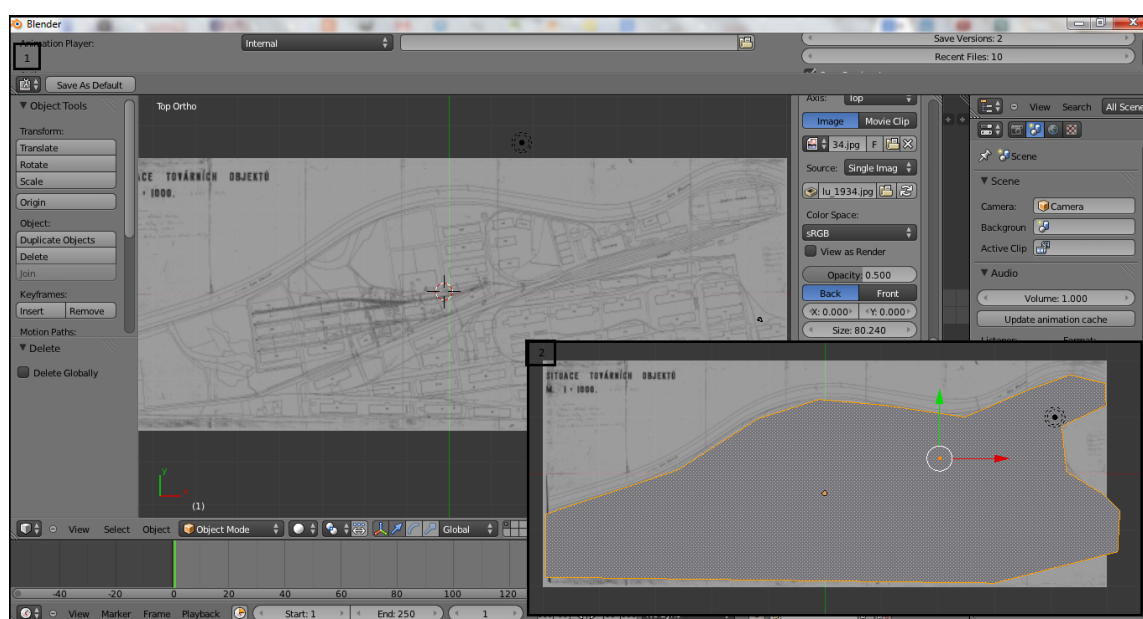 Blender
Animation Player:
Internal
Save Versions: 2
1
Recent Files: 10
Save As Default
Object Tools
Top Ortho
Axis:
Top
View
Search
All Scene
Transform:
Image
Movie Clip
Translate
34.jpg
F
Rotate
Source:
Single Imag
Scene
Scale
TOVÁRNÍCH OBJEKTŮ
1000.
lu_1934.jpg
Scene
Origin
Camera:
Camera
Color Space:
Object:
sRGB
Backgroun
Duplicate Objects
View as Render
Active Clip
Delete
Opacity: 0.500
Audio
Join
Back
Front
Keyframes:
Volume: 1.000
Insert
Remove
X: 0.000
Y: 0.000
Update animation cache
Motion Paths:
Size: 80.240
Listener:
Format:
Delete
2
Delete Globally
SITUACE TOVÁRNÍCH OBJEKTŮ
M. 1 : 1000.
y
(1)
View
Select
Object
Object Mode
Global
-40
-20
0
20
40
60
80
100
120
View
Marker
Frame
Playback
Start: 1
End: 250
1